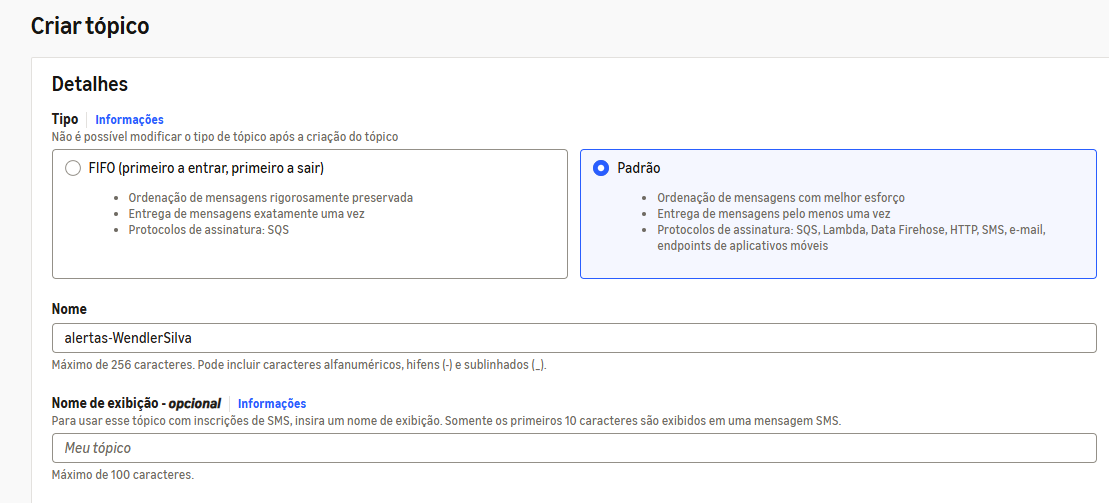 Criar tópico
Detalhes
Tipo | Informações
Não é possível modificar o tipo de tópico após a criação do tópico
FIFO (primeiro a entrar, primeiro a sair)
• Ordenação de mensagens rigorosamente preservada
• Entrega de mensagens exatamente uma vez
• Protocolos de assinatura: SQS
Padrão
• Ordenação de mensagens com melhor esforço
• Entrega de mensagens pelo menos uma vez
• Protocolos de assinatura: SQS, Lambda, Data Firehose, HTTP, SMS, e-mail,
endpoints de aplicativos móveis
Nome
alertas-WendlerSilva
Máximo de 256 caracteres. Pode incluir caracteres alfanuméricos, hifens (-) e sublinhados (_).
Nome de exibição - opcional | Informações
Para usar esse tópico com inscrições de SMS, insira um nome de exibição. Somente os primeiros 10 caracteres são exibidos em uma mensagem SMS.
Meu tópico
Máximo de 100 caracteres.